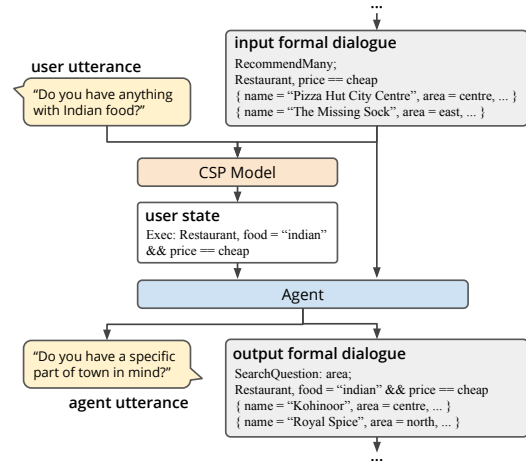 ...
input formal dialogue
RecommendMany;
Restaurant, price == cheap
{ name = “Pizza Hut City Centre”, area = centre, ... }
{ name = “The Missing Sock”, area = east, ... }
user utterance
“Do you have anything
with Indian food?”
CSP Model
user state
Exec: Restaurant, food = “indian”
&& price == cheap
Agent
“Do you have a specific
part of town in mind?”
agent utterance
output formal dialogue
SearchQuestion: area;
Restaurant, food = “indian” && price == cheap
{ name = “Kohinoor”, area = centre, ... }
{ name = “Royal Spice”, area = north, ... }
...